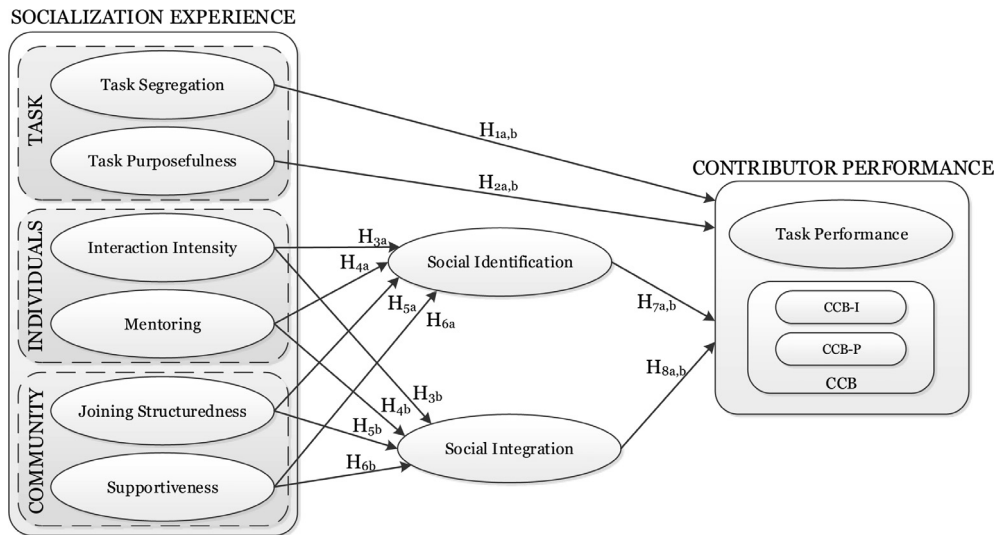 SOCIALIZATION EXPERIENCE
TASK
Task Segregation
Task Purposefulness
INDIVIDUALS
Interaction Intensity
Mentoring
COMMUNITY
Joining Structuredness
Supportiveness
H1a,b
H2a,b
H3a
H4a
H5a
H6a
H3b
H4b
H5b
H6b
Social Identification
Social Integration
H7a,b
H8a,b
CONTRIBUTOR PERFORMANCE
Task Performance
CCB-I
CCB-P
CCB